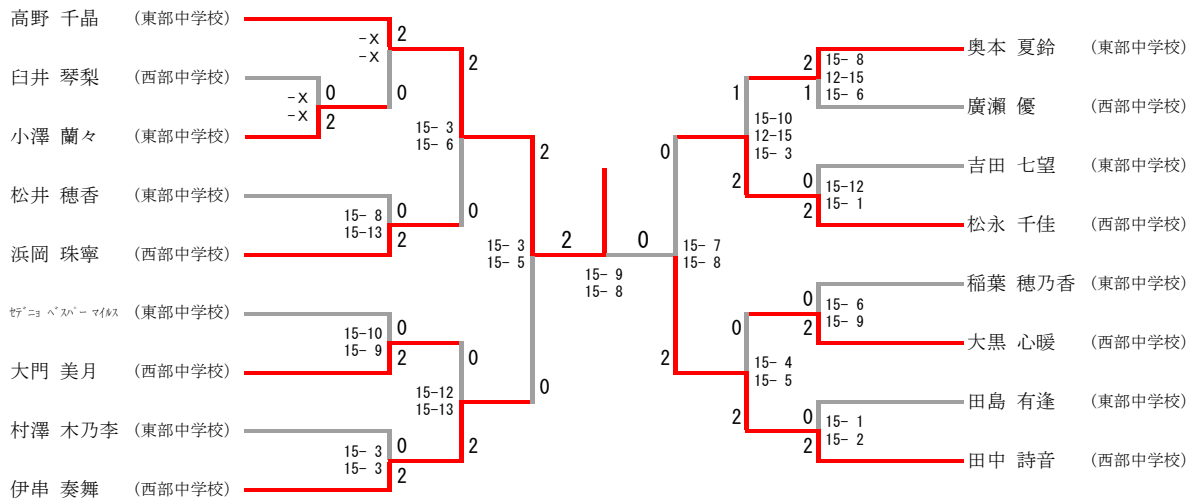 高野 千晶 (東部中学校)
2
-X
-X
臼井 琴梨 (西部中学校)
0
-X
-X
2
小澤 蘭々 (東部中学校)
0
2
15- 3
15- 6
松井 穂香 (東部中学校)
0
15- 8
15-13
2
浜岡 珠寧 (西部中学校)
0
2
15- 3
15- 5
ｾﾃﾞﾆｮ ﾍﾞｽﾊﾟｰ ﾏｲﾙｽ (東部中学校)
0
15-10
15- 9
2
大門 美月 (西部中学校)
0
15-12
15-13
村澤 木乃李 (東部中学校)
0
15- 3
15- 3
2
伊串 奏舞 (西部中学校)
2
0
2
0
15- 9
15- 8
奥本 夏鈴 (東部中学校)
2
15- 8
12-15
15- 6
1
廣瀬 優 (西部中学校)
1
15-10
12-15
15- 3
2
吉田 七望 (東部中学校)
0
15-12
15- 1
2
松永 千佳 (西部中学校)
0
15- 7
15- 8
2
稲葉 穂乃香 (東部中学校)
0
15- 6
15- 9
2
大黒 心暖 (西部中学校)
0
15- 4
15- 5
2
田島 有逢 (東部中学校)
0
15- 1
15- 2
2
田中 詩音 (西部中学校)